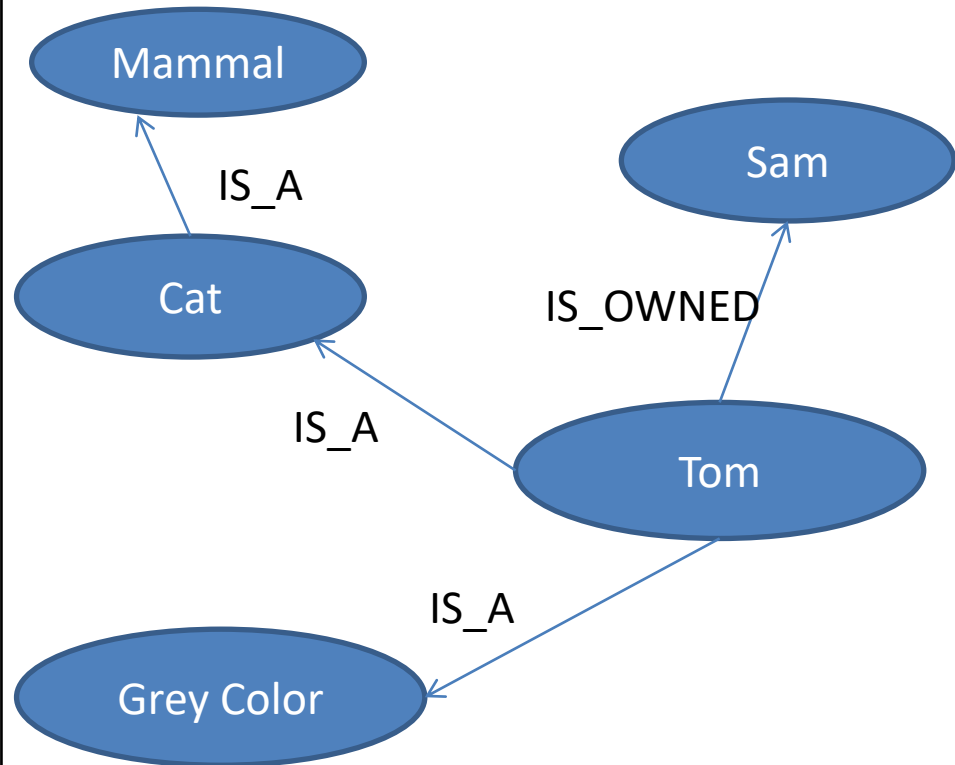 Mammal
Sam
IS_A
Cat
IS_OWNED
IS_A
Tom
IS_A
Grey Color